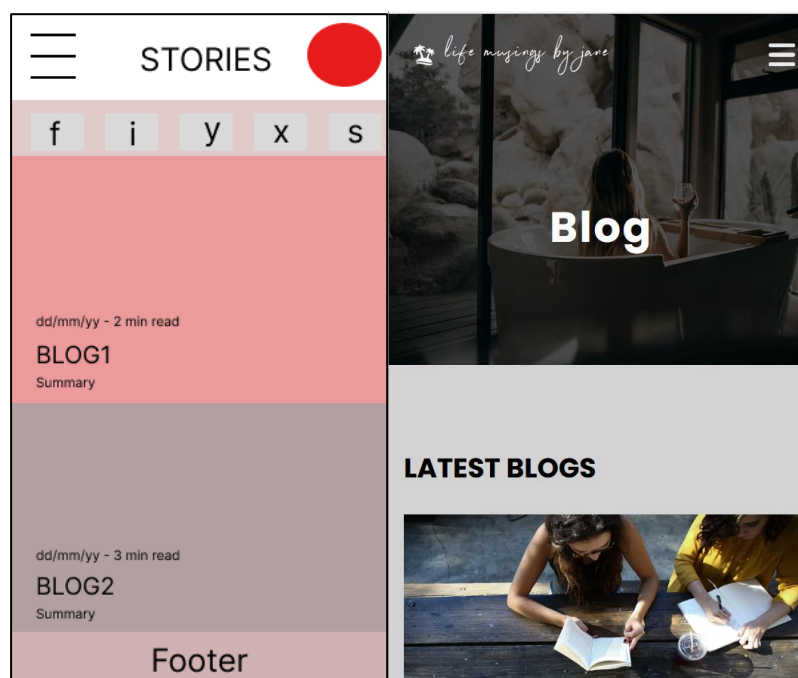 STORIES
f i y x s
dd/mm/yy - 2 min read
BLOG1
Summary
dd/mm/yy - 3 min read
BLOG2
Summary
Footer
life musings by jane
Blog
LATEST BLOGS